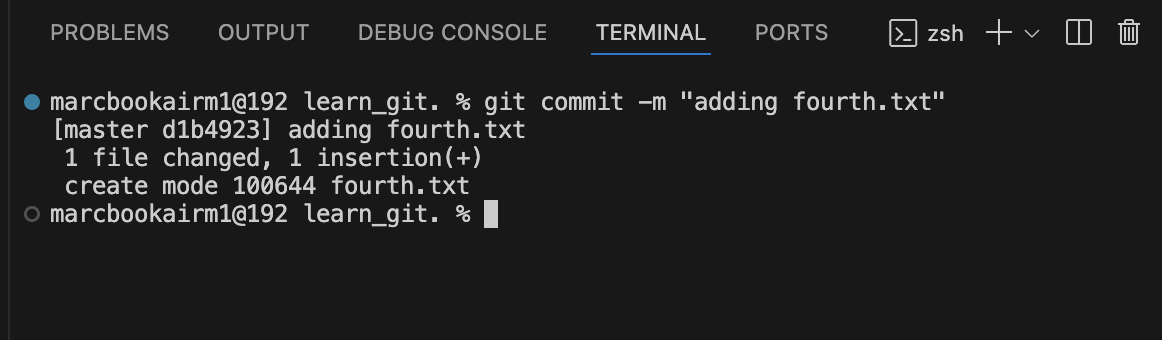 PROBLEMS OUTPUT DEBUG CONSOLE TERMINAL PORTS zsh
marcbookairm1@192 learn_git. % git commit -m "adding fourth.txt"
[master d1b4923] adding fourth.txt
1 file changed, 1 insertion(+)
create mode 100644 fourth.txt
marcbookairm1@192 learn_git. %